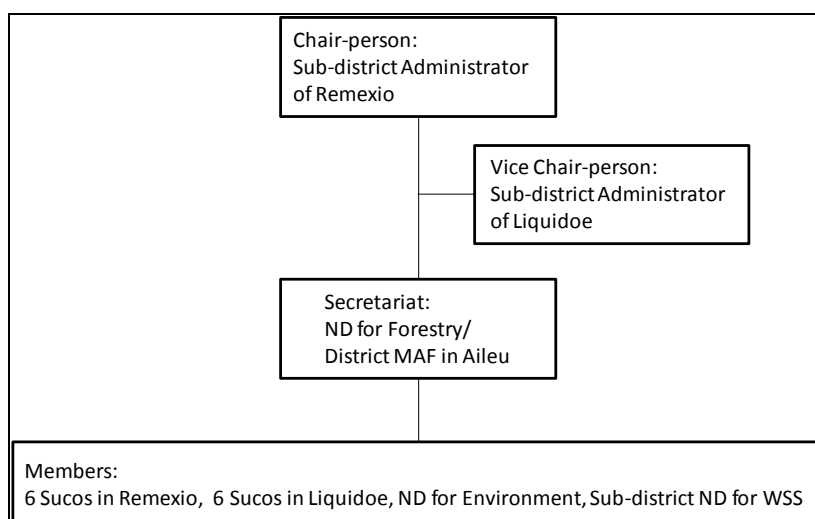 Chair-person:
Sub-district Administrator
of Remexio
Vice Chair-person:
Sub-district Administrator
of Liquidoe
Secretariat:
ND for Forestry/
District MAF in Aileu
Members:
6 Sucos in Remexio, 6 Sucos in Liquidoe, ND for Environment, Sub-district ND for WSS